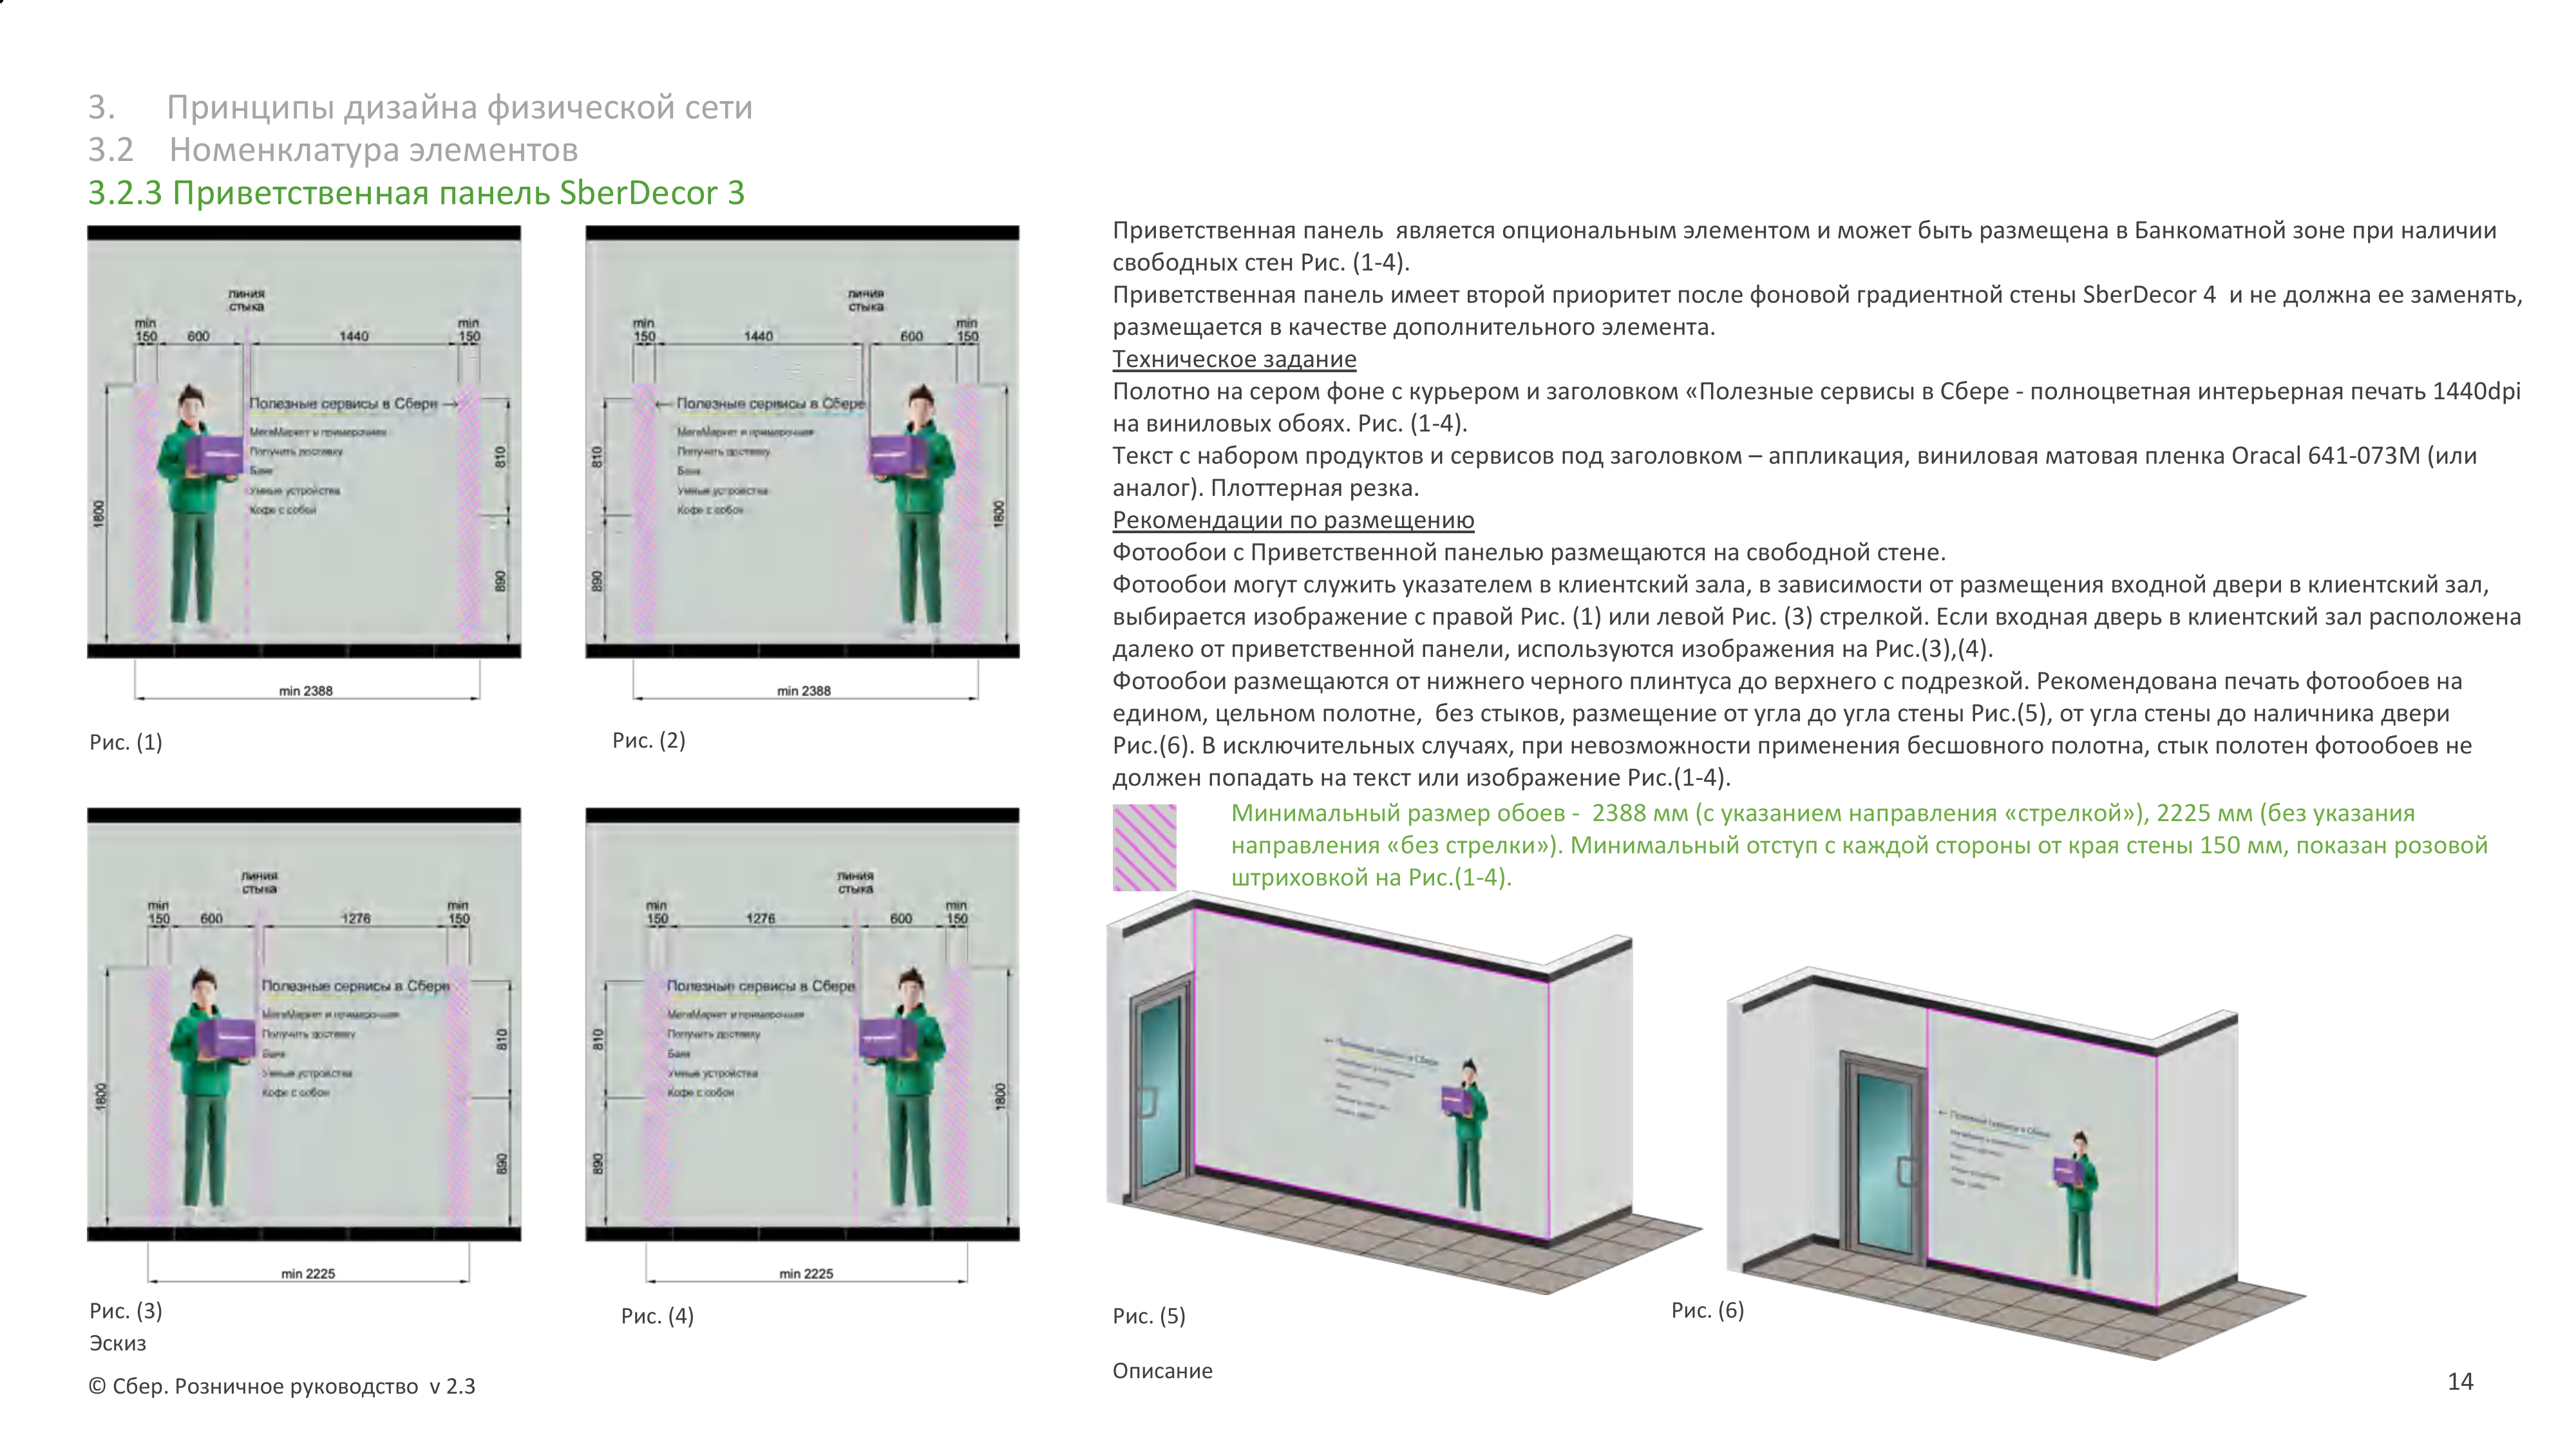 3. Принципы дизайна физической сети
3.2 Номенклатура элементов
3.2.3 Приветственная панель SberDecor 3
линия
стыка
min
150
600
1440
min
150
Полезные сервисы в Сбере →
МегаМаркет и примерочная
Получить доставку
Банк
Умные устройства
Кофе с собой
1800
810
890
min 2388
Рис. (1)
линия
стыка
min
150
1440
600
min
150
← Полезные сервисы в Сбере
МегаМаркет и примерочная
Получить доставку
Банк
Умные устройства
Кофе с собой
810
890
1800
min 2388
Рис. (2)
линия
стыка
min
150
600
1276
min
150
Полезные сервисы в Сбере
МегаМаркет и примерочная
Получить доставку
Банк
Умные устройства
Кофе с собой
1800
810
890
min 2225
Рис. (3)
Эскиз
линия
стыка
min
150
1276
600
min
150
Полезные сервисы в Сбере
МегаМаркет и примерочная
Получить доставку
Банк
Умные устройства
Кофе с собой
810
890
1800
min 2225
Рис. (4)
Приветственная панель является опциональным элементом и может быть размещена в Банкоматной зоне при наличии
свободных стен Рис. (1-4).
Приветственная панель имеет второй приоритет после фоновой градиентной стены SberDecor 4 и не должна ее заменять,
размещается в качестве дополнительного элемента.
Техническое задание
Полотно на сером фоне с курьером и заголовком «Полезные сервисы в Сбере - полноцветная интерьерная печать 1440dpi
на виниловых обоях. Рис. (1-4).
Текст с набором продуктов и сервисов под заголовком – аппликация, виниловая матовая пленка Oracal 641-073M (или
аналог). Плоттерная резка.
Рекомендации по размещению
Фотообои с Приветственной панелью размещаются на свободной стене.
Фотообои могут служить указателем в клиентский зала, в зависимости от размещения входной двери в клиентский зал,
выбирается изображение с правой Рис. (1) или левой Рис. (3) стрелкой. Если входная дверь в клиентский зал расположена
далеко от приветственной панели, используются изображения на Рис.(3),(4).
Фотообои размещаются от нижнего черного плинтуса до верхнего с подрезкой. Рекомендована печать фотообоев на
едином, цельном полотне, без стыков, размещение от угла до угла стены Рис.(5), от угла стены до наличника двери
Рис.(6). В исключительных случаях, при невозможности применения бесшовного полотна, стык полотен фотообоев не
должен попадать на текст или изображение Рис.(1-4).
Минимальный размер обоев - 2388 мм (с указанием направления «стрелкой»), 2225 мм (без указания
направления «без стрелки»). Минимальный отступ с каждой стороны от края стены 150 мм, показан розовой
штриховкой на Рис.(1-4).
← Полезные сервисы в Сбере
← Полезные сервисы в Сбере
Рис. (5)
Рис. (6)
Описание
© Сбер. Розничное руководство v 2.3
14